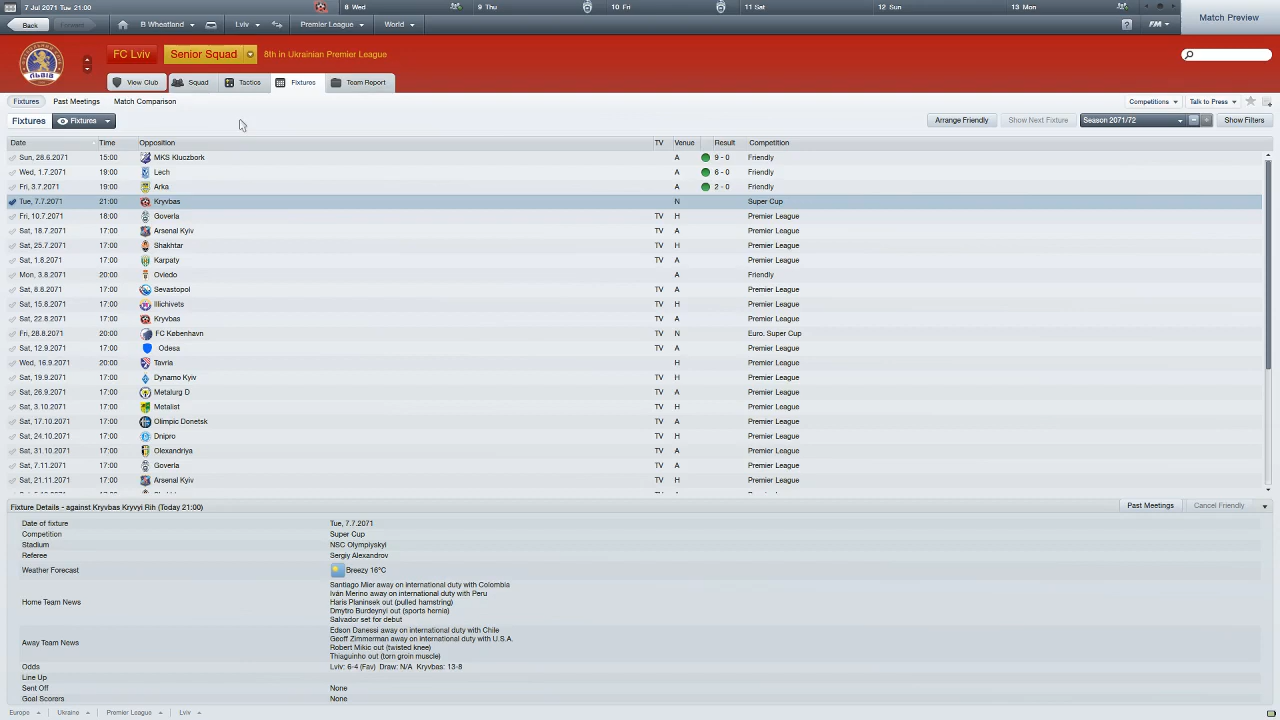 7 Jul 2071 Tue 21:00 8 Wed 9 Thu 10 Fri 11 Sat 12 Sun 13 Mon
Match Preview
Back Forward B Wheatland Lviv Premier League World ? FM
FC Lviv Senior Squad 8th in Ukrainian Premier League
View Club Squad Tactics Fixtures Team Report
Fixtures Past Meetings Match Comparison Competitions Talk to Press
Fixtures Fixtures Arrange Friendly Show Next Fixture Season 2071/72 Show Filters
Date Time Opposition TV Venue Result Competition
Sun, 28.6.2071 15:00 MKS Kluczbork A 9 - 0 Friendly
Wed, 1.7.2071 19:00 Lech A 6 - 0 Friendly
Fri, 3.7.2071 19:00 Arka A 2 - 0 Friendly
Tue, 7.7.2071 21:00 Kryvbas N Super Cup
Fri, 10.7.2071 18:00 Goverla TV H Premier League
Sat, 18.7.2071 17:00 Arsenal Kyiv TV A Premier League
Sat, 25.7.2071 17:00 Shakhtar TV H Premier League
Sat, 1.8.2071 17:00 Karpaty TV A Premier League
Mon, 3.8.2071 20:00 Oviedo A Friendly
Sat, 8.8.2071 17:00 Sevastopol TV A Premier League
Sat, 15.8.2071 17:00 Illichivets TV H Premier League
Sat, 22.8.2071 17:00 Kryvbas TV A Premier League
Fri, 28.8.2071 20:00 FC København TV N Euro. Super Cup
Sat, 12.9.2071 17:00 Odesa TV A Premier League
Wed, 16.9.2071 20:00 Tavria H Premier League
Sat, 19.9.2071 17:00 Dynamo Kyiv TV H Premier League
Sat, 26.9.2071 17:00 Metalurg D TV A Premier League
Sat, 3.10.2071 17:00 Metalist TV H Premier League
Sat, 17.10.2071 17:00 Olimpic Donetsk TV A Premier League
Sat, 24.10.2071 17:00 Dnipro TV H Premier League
Sat, 31.10.2071 17:00 Olexandriya TV A Premier League
Sat, 7.11.2071 17:00 Goverla TV A Premier League
Sat, 21.11.2071 17:00 Arsenal Kyiv TV H Premier League
Fixture Details - against Kryvbas Kryvyi Rih (Today 21:00) Past Meetings Cancel Friendly
Date of fixture Tue, 7.7.2071
Competition Super Cup
Stadium NSC Olympiyskyi
Referee Sergiy Alexandrov
Weather Forecast Breezy 16°C
Home Team News Santiago Mier away on international duty with Colombia
Iván Merino away on international duty with Peru
Haris Planinsek out (pulled hamstring)
Dmytro Burdeynyi out (sports hernia)
Salvador set for debut
Away Team News Edson Danessi away on international duty with Chile
Geoff Zimmerman away on international duty with U.S.A.
Robert Mikic out (twisted knee)
Thiaguinho out (torn groin muscle)
Odds Lviv: 6-4 (Fav) Draw: N/A Kryvbas: 13-8
Line Up
Sent Off None
Goal Scorers None
Europe Ukraine Premier League Lviv